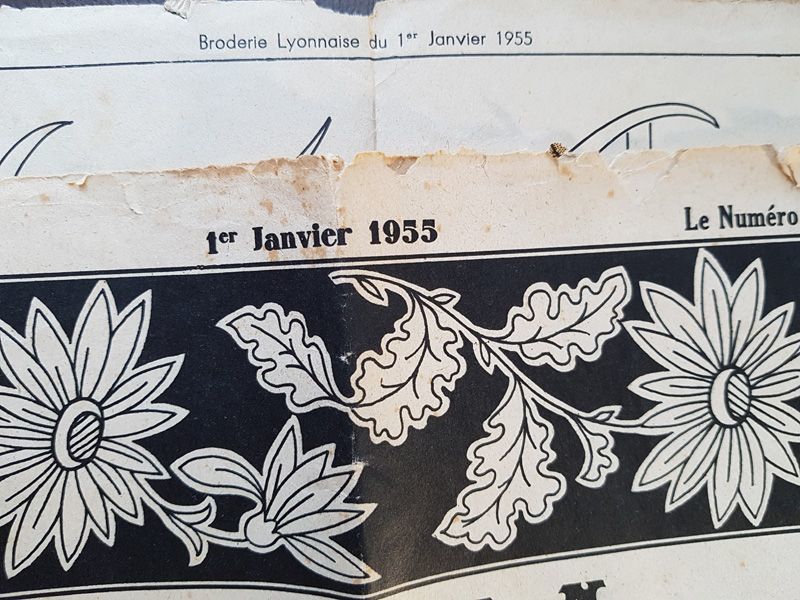 Broderie Lyonnaise du 1er Janvier 1955
1er Janvier 1955
Le Numéro